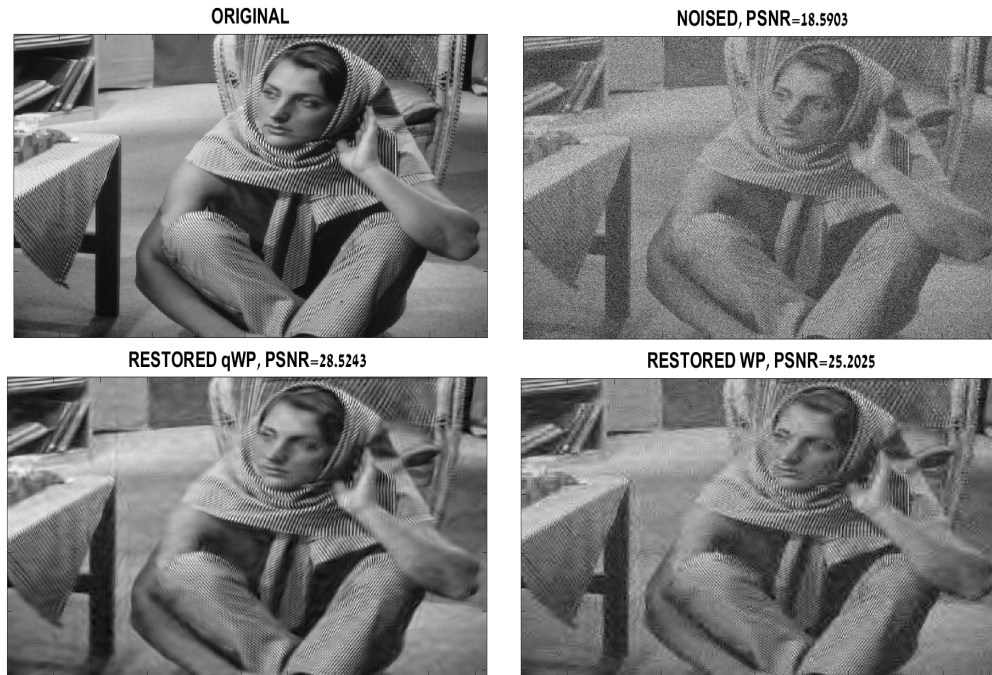 ORIGINAL
NOISED, PSNR=18.5903
RESTORED qWP, PSNR=28.5243
RESTORED WP, PSNR=25.2025